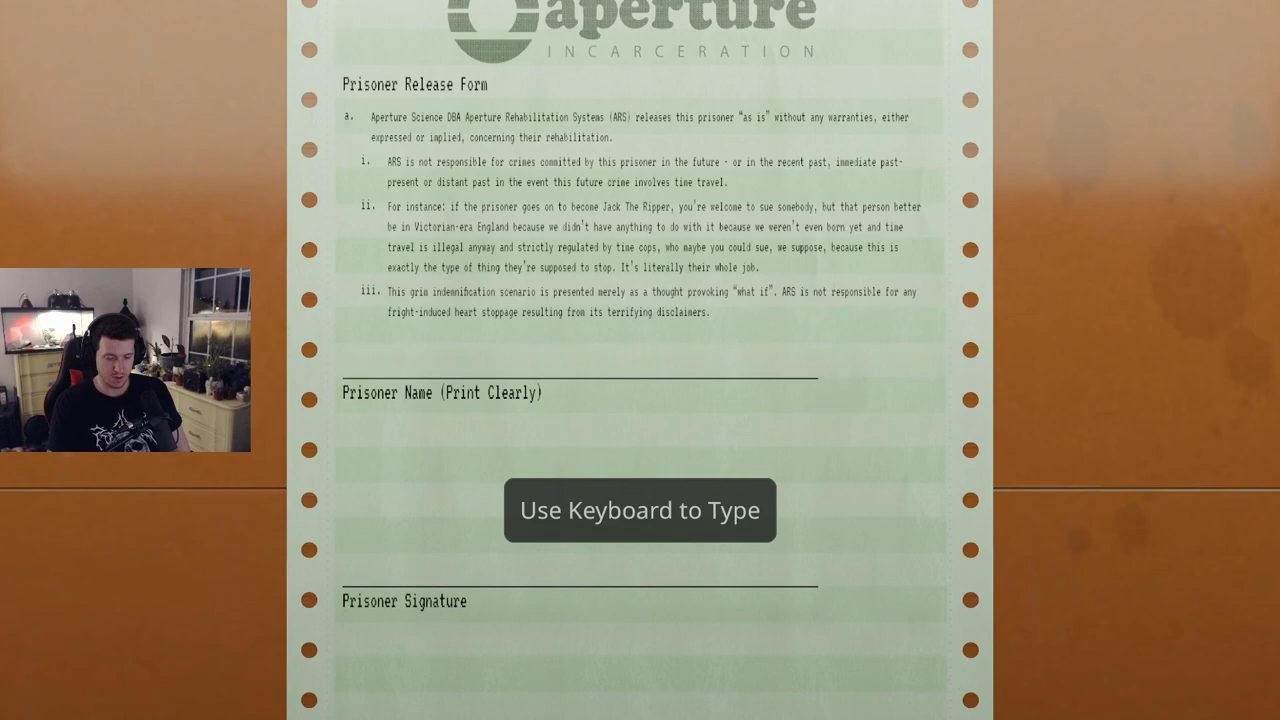 aperture
INCARCERATION
Prisoner Release Form
a. Aperture Science DBA Aperture Rehabilitation Systems (ARS) releases this prisoner “as is” without any warranties, either
expressed or implied, concerning their rehabilitation.
i. ARS is not responsible for crimes committed by this prisoner in the future - or in the recent past, immediate past-
present or distant past in the event this future crime involves time travel.
ii. For instance: if the prisoner goes on to become Jack The Ripper, you're welcome to sue somebody, but that person better
be in Victorian-era England because we didn't have anything to do with it because we weren't even born yet and time
travel is illegal anyway and strictly regulated by time cops, who maybe you could sue, we suppose, because this is
exactly the type of thing they're supposed to stop. It's literally their whole job.
iii. This grim indemnification scenario is presented merely as a thought provoking “what if”. ARS is not responsible for any
fright-induced heart stoppage resulting from its terrifying disclaimers.
Prisoner Name (Print Clearly)
Use Keyboard to Type
Prisoner Signature